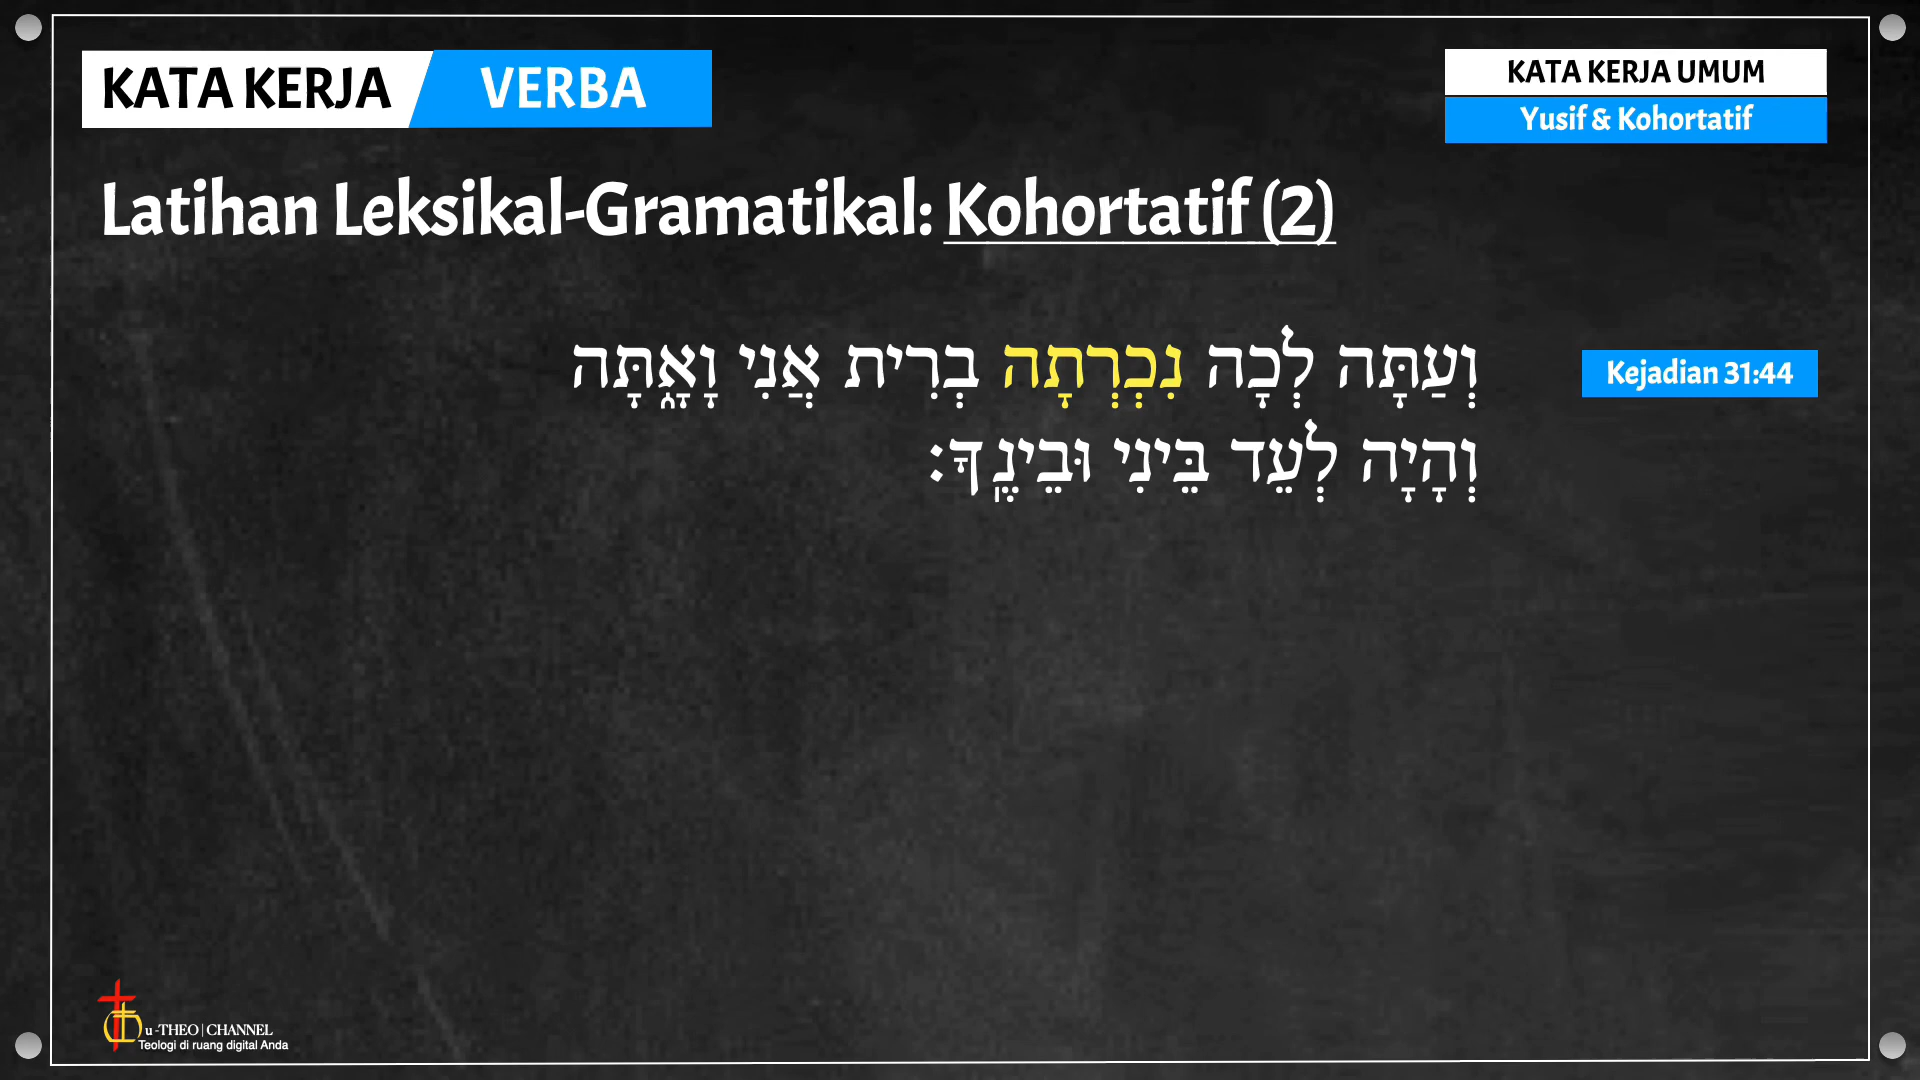 KATA KERJA VERBA
KATA KERJA UMUM
Yusif & Kohortatif
Latihan Leksikal-Gramatikal: Kohortatif (2)
וְעַתָּה לְכָה נִכְרְתָה בְרִית אֲנִי וָאָ֑תָּה
Kejadian 31:44
וְהָיָה לְעֵד בֵּינִי וּבֵינֶֽךָ׃
u-THEO | CHANNEL
Teologi di ruang digital Anda